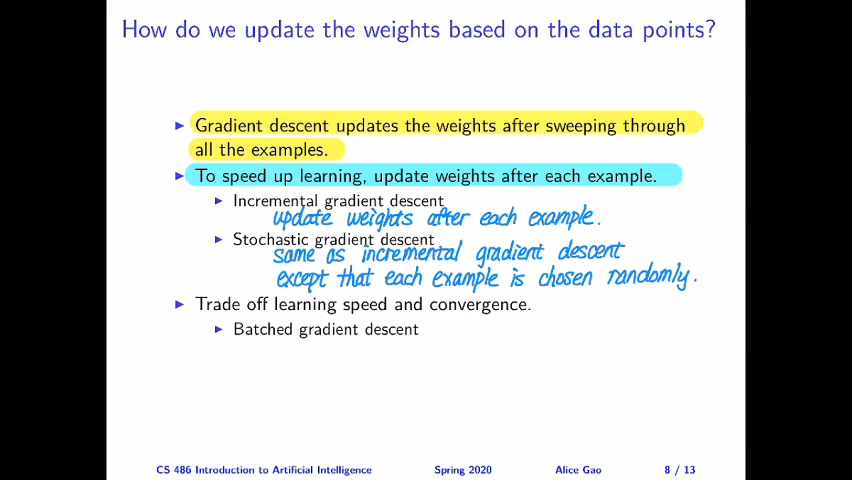 How do we update the weights based on the data points?
▶ Gradient descent updates the weights after sweeping through
all the examples.
▶ To speed up learning, update weights after each example.
▶ Incremental gradient descent
update weights after each example.
▶ Stochastic gradient descent
same as incremental gradient descent
except that each example is chosen randomly.
▶ Trade off learning speed and convergence.
▶ Batched gradient descent
CS 486 Introduction to Artificial Intelligence Spring 2020 Alice Gao 8 / 13